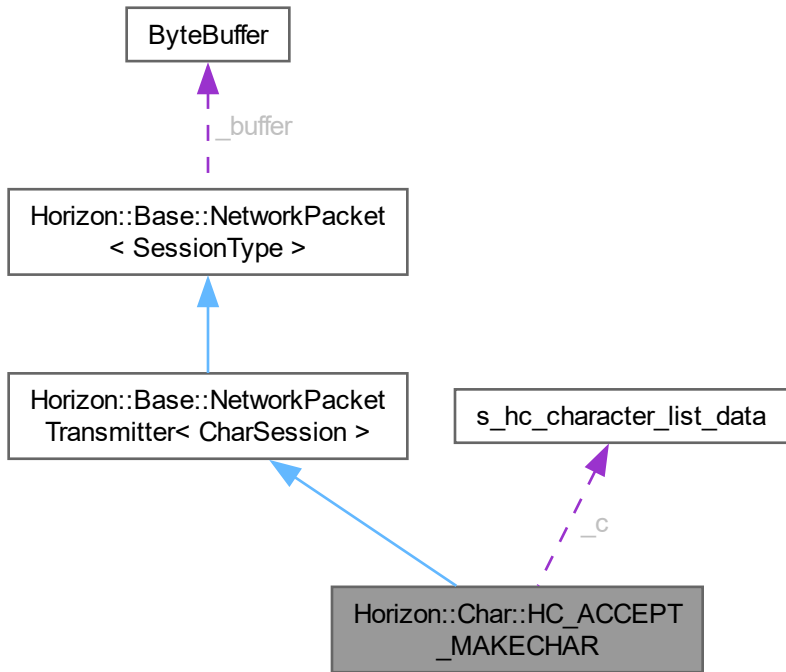 ByteBuffer
_buffer
Horizon::Base::NetworkPacket
< SessionType >
Horizon::Base::NetworkPacket
Transmitter< CharSession >
s_hc_character_list_data
_c
Horizon::Char::HC_ACCEPT
_MAKECHAR